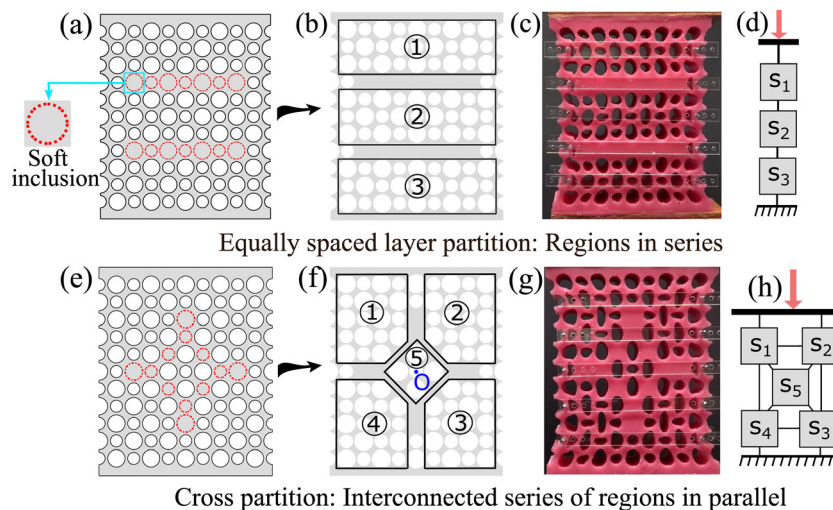 (a)
(b)
(c)
(d)
Soft
inclusion
①
②
③
S1
S2
S3
Equally spaced layer partition: Regions in series
(e)
(f)
(g)
(h)
①
②
⑤
O
④
③
S1
S2
S5
S4
S3
Cross partition: Interconnected series of regions in parallel